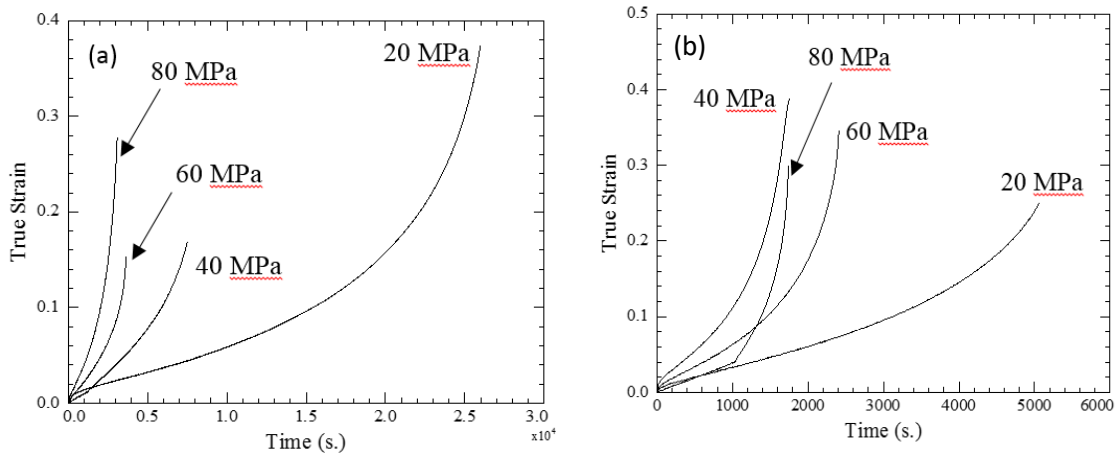 (a)
80 MPa
20 MPa
60 MPa
40 MPa
True Strain
0.4
0.3
0.2
0.1
0.0
0.0
0.5
1.0
1.5
2.0
2.5
3.0
x10⁴
Time (s.)
(b)
80 MPa
40 MPa
60 MPa
20 MPa
True Strain
0.5
0.4
0.3
0.2
0.1
0.0
0
1000
2000
3000
4000
5000
6000
Time (s.)